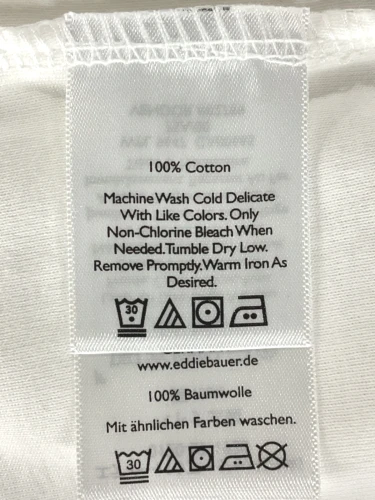 100% Cotton
Machine Wash Cold Delicate
With Like Colors. Only
Non-Chlorine Bleach When
Needed.Tumble Dry Low.
Remove Promptly.Warm Iron As
Desired.
30
www.eddiebauer.de
100% Baumwolle
Mit ähnlichen Farben waschen.
30